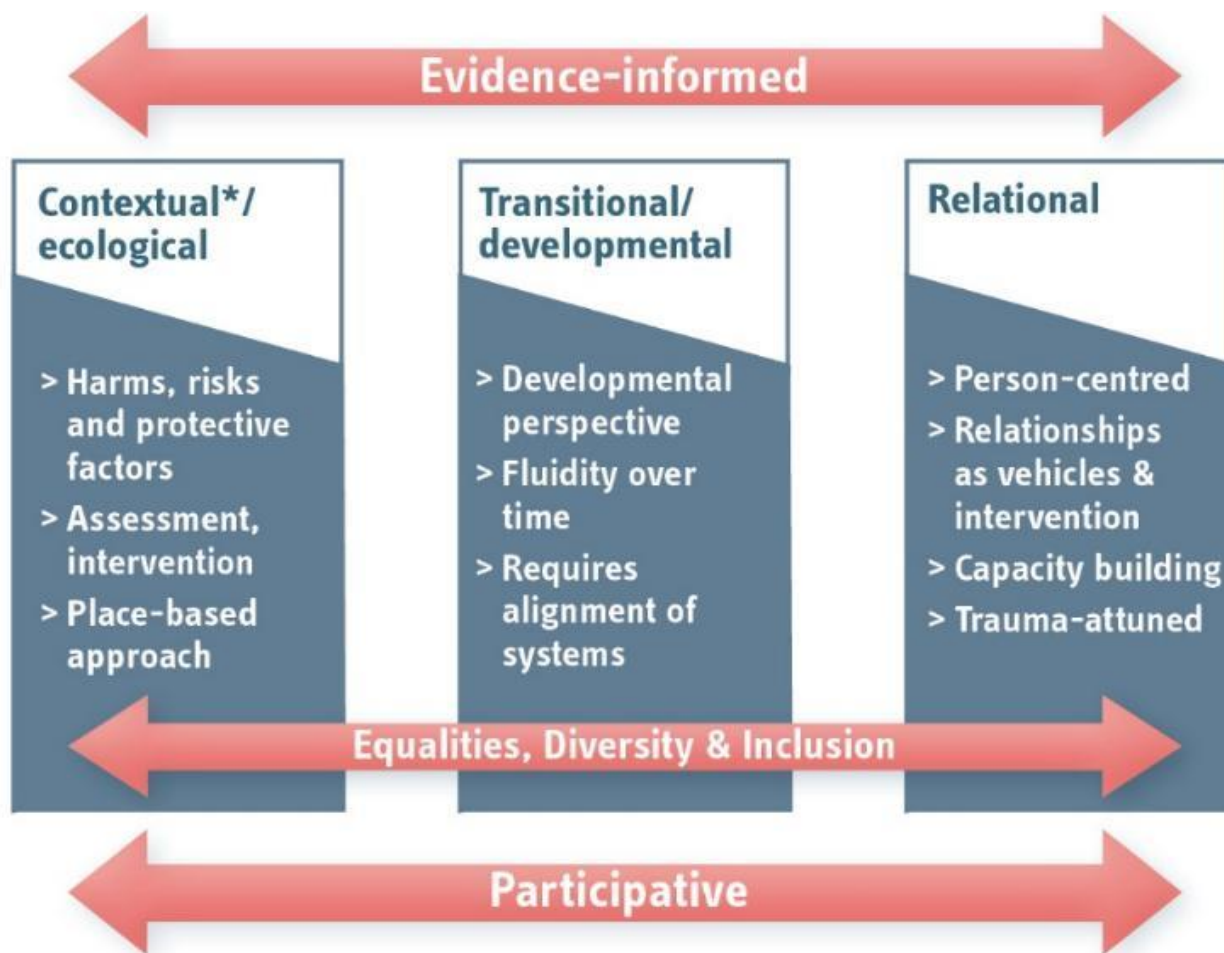 Evidence-informed
Contextual*/
ecological
> Harms, risks
and protective
factors
> Assessment,
intervention
> Place-based
approach
Transitional/
developmental
> Developmental
perspective
> Fluidity over
time
> Requires
alignment of
systems
Relational
> Person-centred
> Relationships
as vehicles &
intervention
> Capacity building
> Trauma-attuned
Equalities, Diversity & Inclusion
Participative